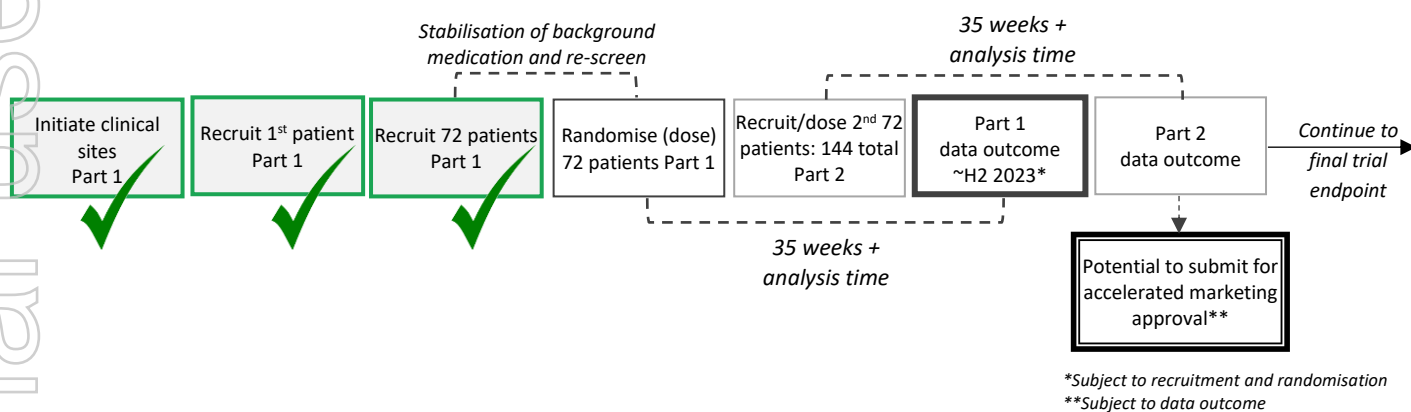 Stabilisation of background
medication and re-screen
35 weeks +
analysis time
Initiate clinical
sites
Part 1
Recruit 1st patient
Part 1
Recruit 72 patients
Part 1
Randomise (dose)
72 patients Part 1
Recruit/dose 2nd 72
patients: 144 total
Part 2
Part 1
data outcome
~H2 2023*
Part 2
data outcome
Continue to
final trial
endpoint
35 weeks +
analysis time
Potential to submit for
accelerated marketing
approval**
*Subject to recruitment and randomisation
**Subject to data outcome